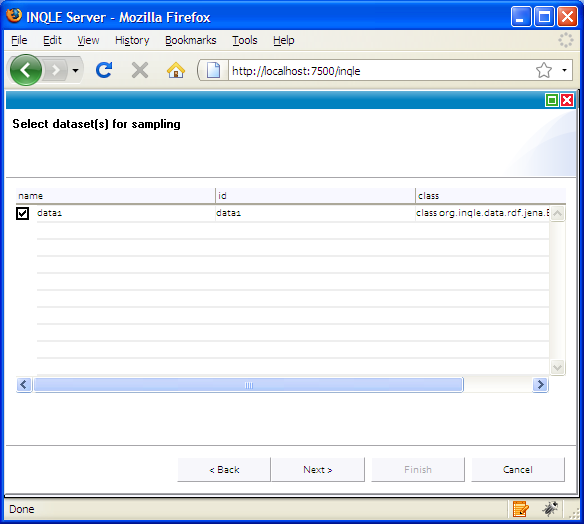 INQLE Server - Mozilla Firefox
File Edit View History Bookmarks Tools Help
http://localhost:7500/inqle
Select dataset(s) for sampling
name id class
data1 data1 class org.inqle.data.rdf.jena.E
< Back Next > Finish Cancel
Done